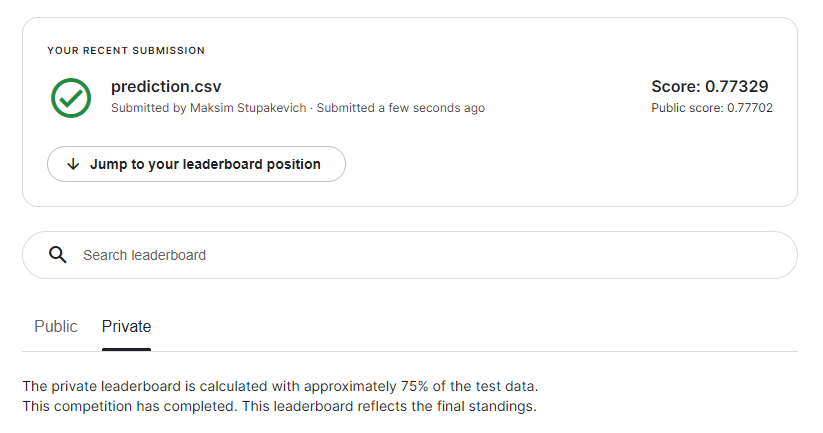 YOUR RECENT SUBMISSION
prediction.csv
Score: 0.77329
Submitted by Maksim Stupakevich · Submitted a few seconds ago
Public score: 0.77702
Jump to your leaderboard position
Search leaderboard
Public
Private
The private leaderboard is calculated with approximately 75% of the test data.
This competition has completed. This leaderboard reflects the final standings.